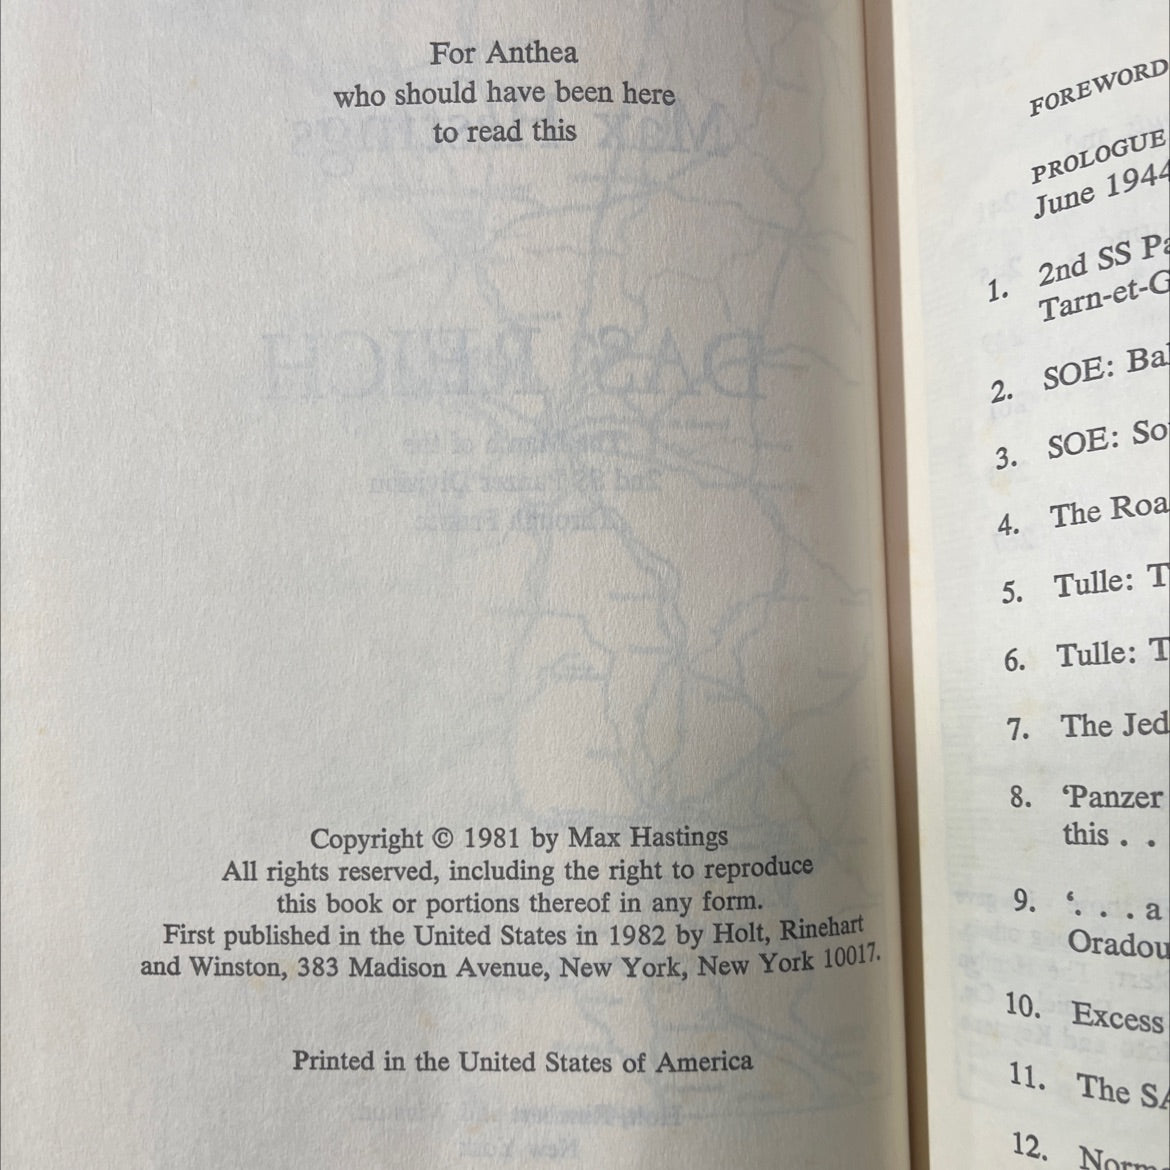 For Anthea
who should have been here
to read this
Copyright © 1981 by Max Hastings
All rights reserved, including the right to reproduce
this book or portions thereof in any form.
First published in the United States in 1982 by Holt, Rinehart
and Winston, 383 Madison Avenue, New York, New York 10017.
Printed in the United States of America
FOREWORD
PROLOGUE
June 1944
1. 2nd SS Pa
Tarn-et-G
2. SOE: Ba
3. SOE: So
4. The Roa
5. Tulle: T
6. Tulle: T
7. The Jed
8. ‘Panzer
this . .
9. ‘. . . a
Oradou
10. Excess
11. The SA
12. Norm